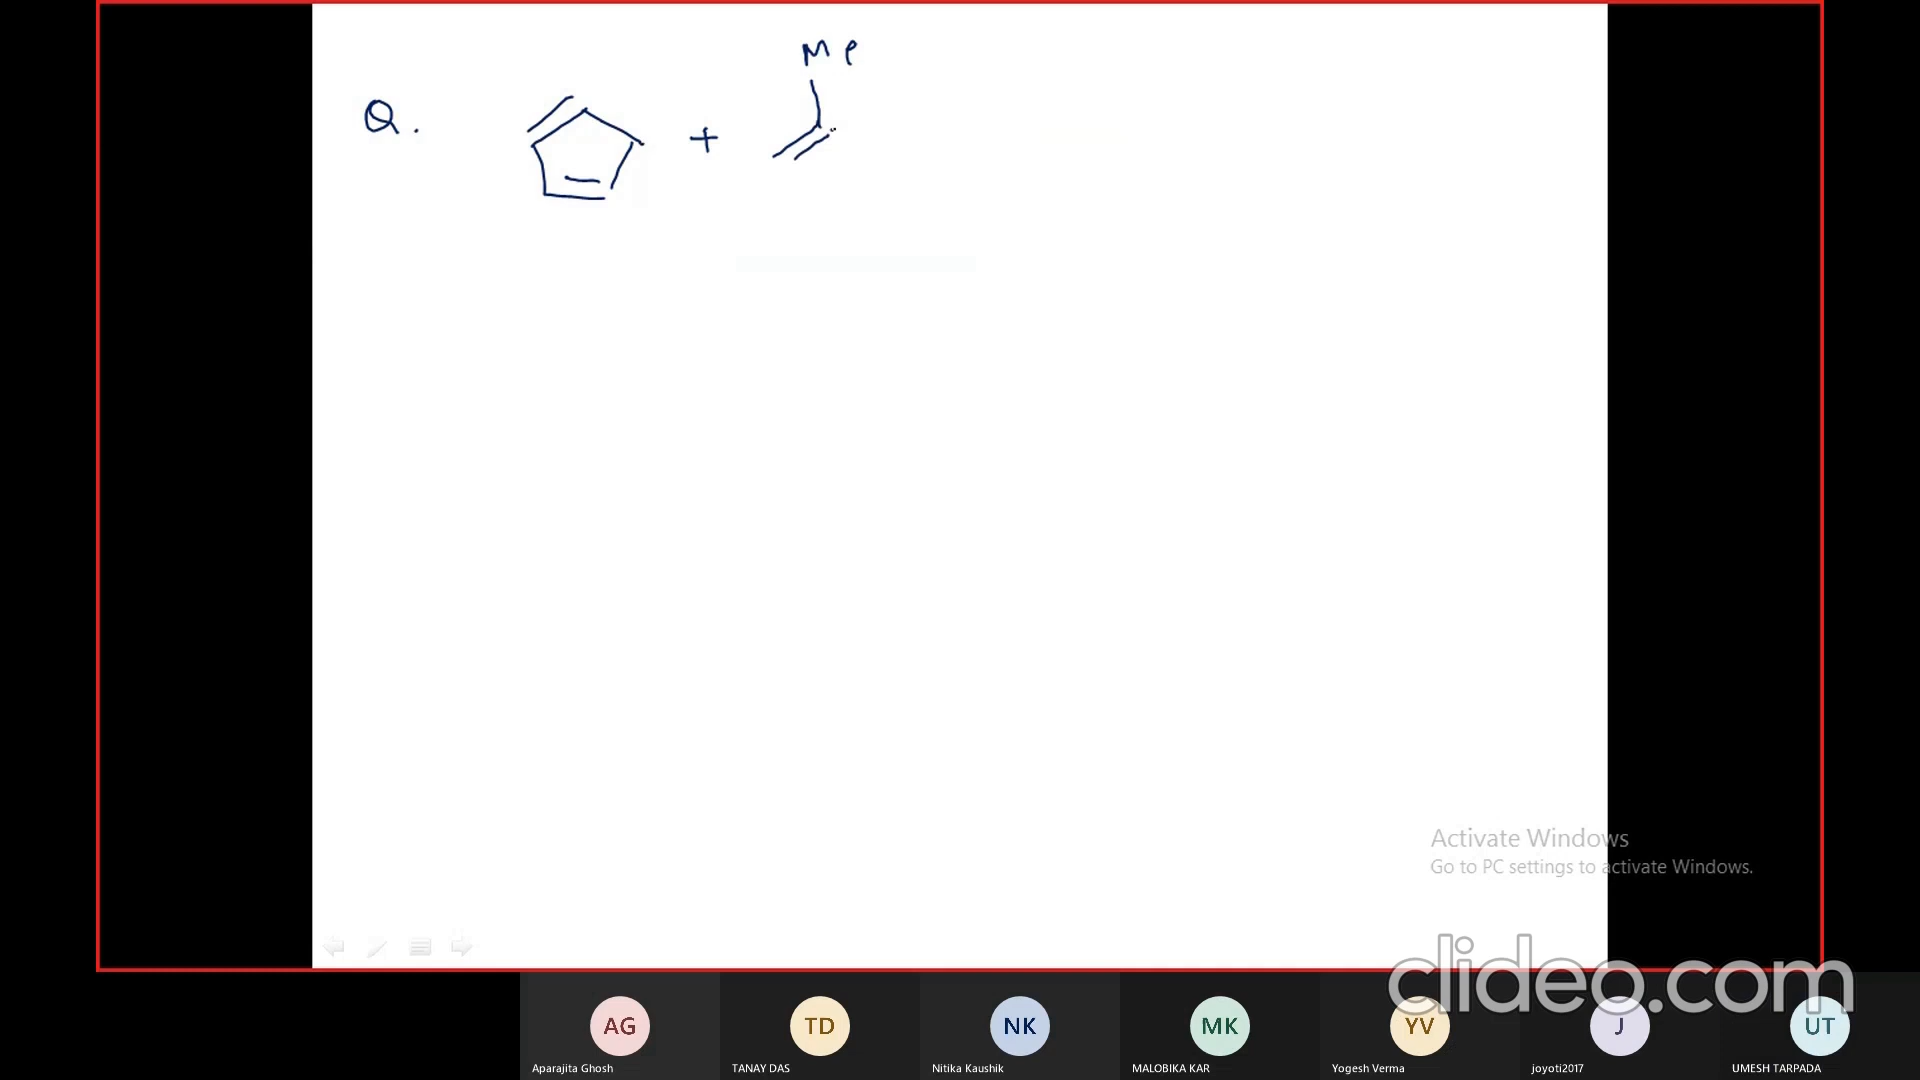 Me
Q. +
Activate Windows
Go to PC settings to activate Windows.
clideo.com
AG TD NK MK YV J UT
Aparajita Ghosh TANAY DAS Nitika Kaushik MALOBIKA KAR Yogesh Verma joyoti2017 UMESH TARPADA